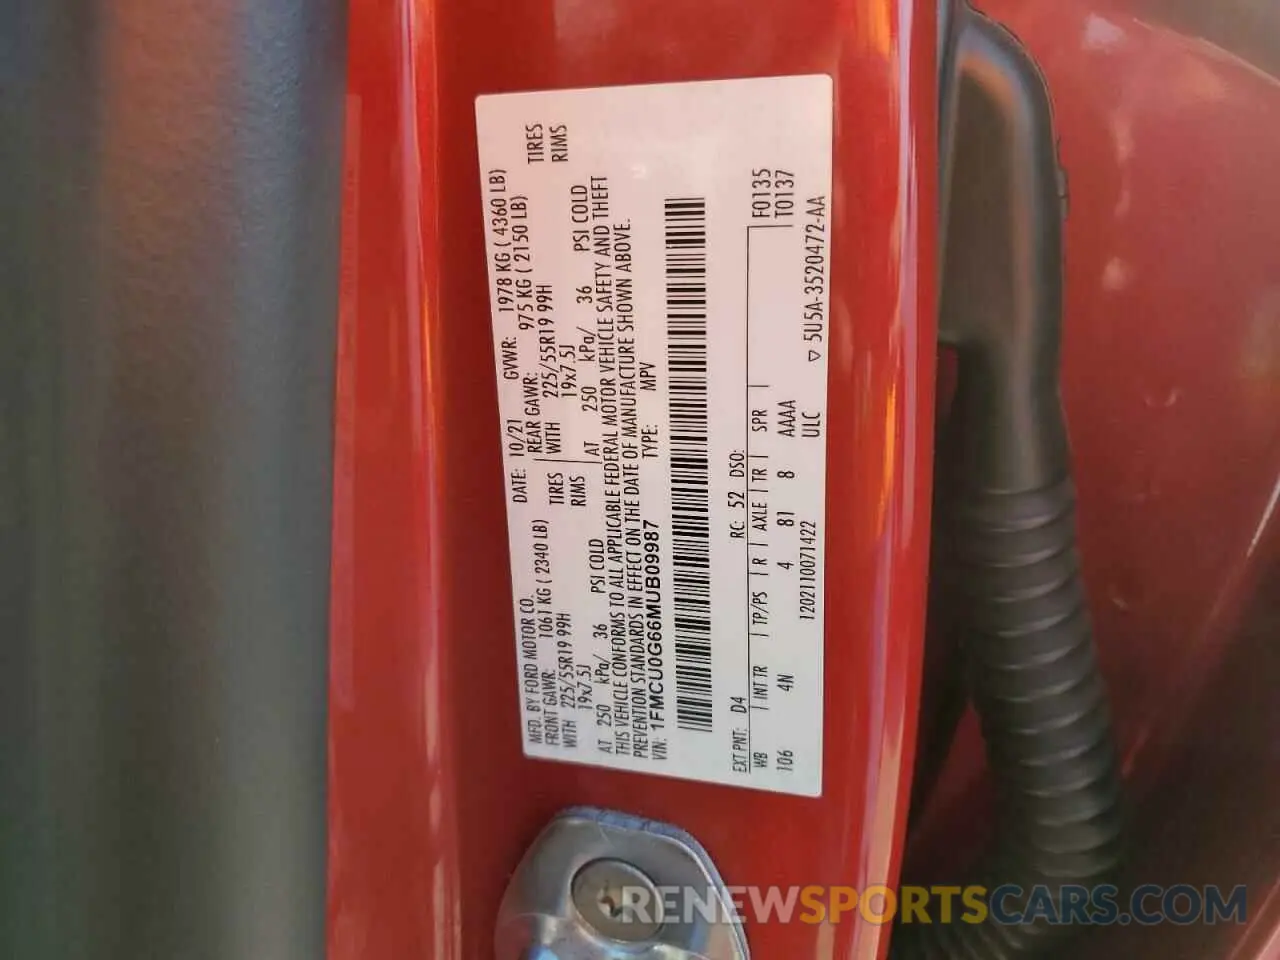 MFD. BY FORD MOTOR CO.
DATE: 10/21 GVWR: 1978 KG ( 4360 LB)
FRONT GAWR: 1061 KG ( 2340 LB)
REAR GAWR: 975 KG ( 2150 LB)
WITH 225/55R19 99H TIRES
WITH 225/55R19 99H TIRES
19x7.5J RIMS
19x7.5J RIMS
AT 250 kPa/ 36 PSI COLD
AT 250 kPa/ 36 PSI COLD
THIS VEHICLE CONFORMS TO ALL APPLICABLE FEDERAL MOTOR VEHICLE SAFETY AND THEFT
PREVENTION STANDARDS IN EFFECT ON THE DATE OF MANUFACTURE SHOWN ABOVE.
VIN: 1FMCU0G66MUB09987 TYPE: MPV
EXT PNT: D4 RC: 52 DSO: F0135
WB INT TR TP/PS R AXLE TR SPR T0137
106 4N 4 81 8 AAAA
1202110071422 ULC ▽ 5U5A-3520472-AA
RENEWSPORTSCARS.COM